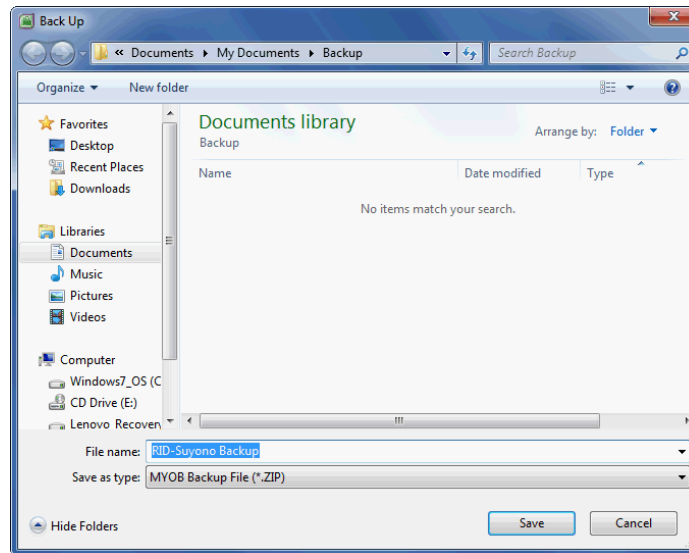 Back Up
« Documents ▸ My Documents ▸ Backup
Search Backup
Organize
New folder
Favorites
Desktop
Recent Places
Downloads
Libraries
Documents
Music
Pictures
Videos
Computer
Windows7_OS (C
CD Drive (E:)
Lenovo Recovery
Documents library
Backup
Arrange by: Folder
Name Date modified Type
No items match your search.
File name: RID-Suyono Backup
Save as type: MYOB Backup File (*.ZIP)
Hide Folders
Save
Cancel